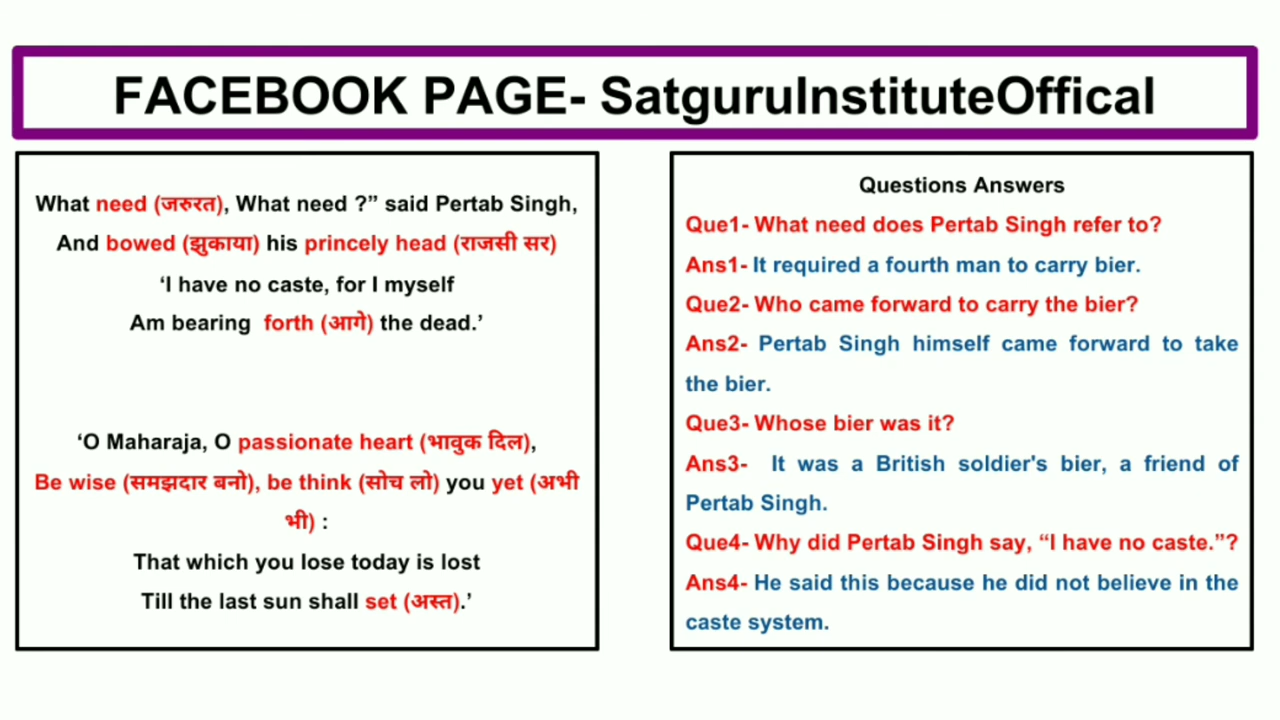 FACEBOOK PAGE- SatguruInstituteOffical
What need (जरुरत), What need ?” said Pertab Singh,
And bowed (झुकाया) his princely head (राजसी सर)
‘I have no caste, for I myself
Am bearing forth (आगे) the dead.’
‘O Maharaja, O passionate heart (भावुक दिल),
Be wise (समझदार बनो), be think (सोच लो) you yet (अभी
भी) :
That which you lose today is lost
Till the last sun shall set (अस्त).’
Questions Answers
Que1- What need does Pertab Singh refer to?
Ans1- It required a fourth man to carry bier.
Que2- Who came forward to carry the bier?
Ans2- Pertab Singh himself came forward to take
the bier.
Que3- Whose bier was it?
Ans3- It was a British soldier's bier, a friend of
Pertab Singh.
Que4- Why did Pertab Singh say, “I have no caste.”?
Ans4- He said this because he did not believe in the
caste system.